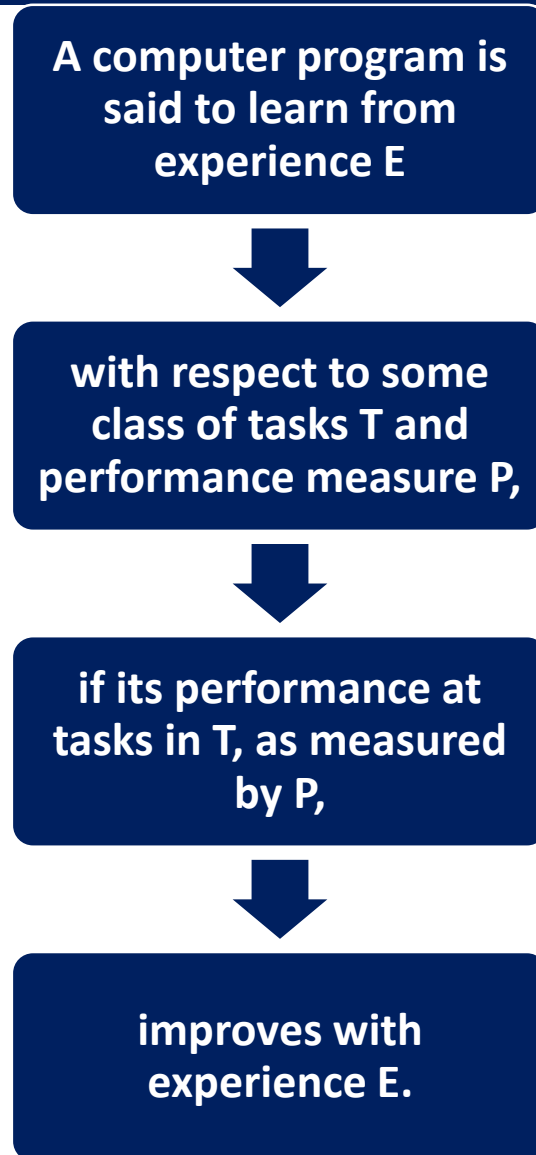 A computer program is
said to learn from
experience E
with respect to some
class of tasks T and
performance measure P,
if its performance at
tasks in T, as measured
by P,
improves with
experience E.